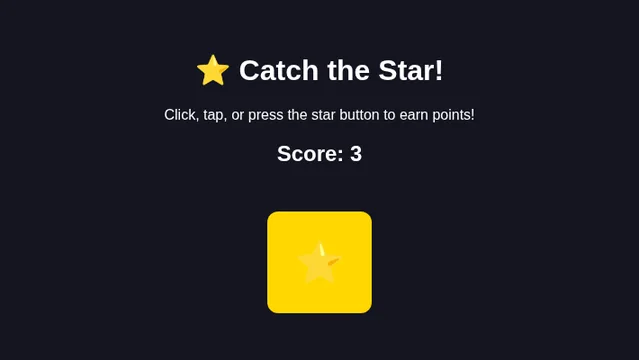 ⭐ Catch the Star!
Click, tap, or press the star button to earn points!
Score: 3
⭐